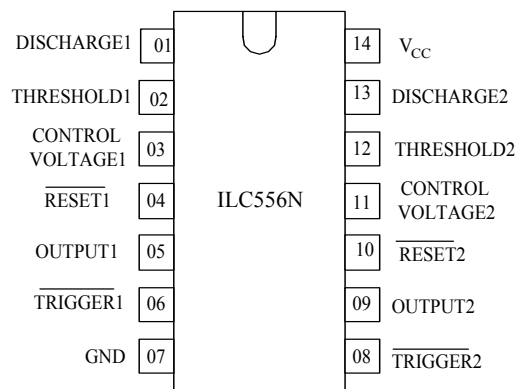 DISCHARGE1 01
THRESHOLD1 02
CONTROL
VOLTAGE1 03
RESET1 04
OUTPUT1 05
TRIGGER1 06
GND 07
ILC556N
14 VCC
13 DISCHARGE2
12 THRESHOLD2
11 CONTROL
VOLTAGE2
10 RESET2
09 OUTPUT2
08 TRIGGER2